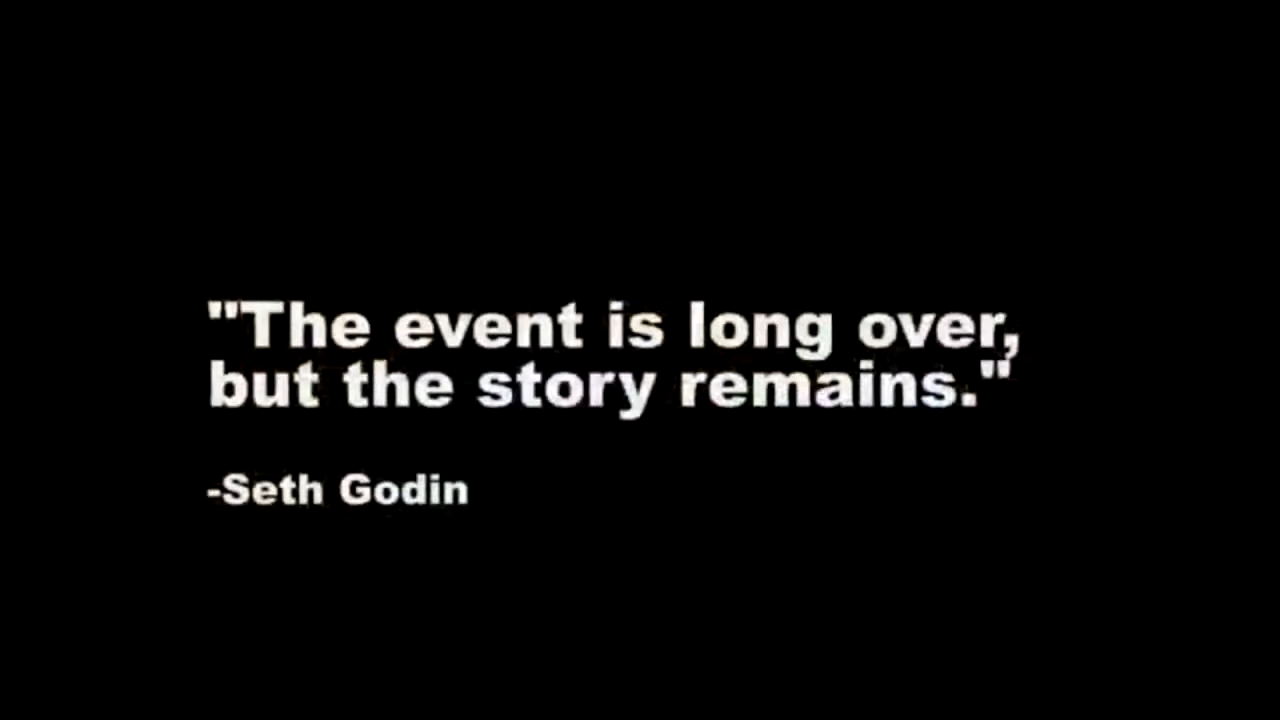 "The event is long over,
but the story remains."
-Seth Godin